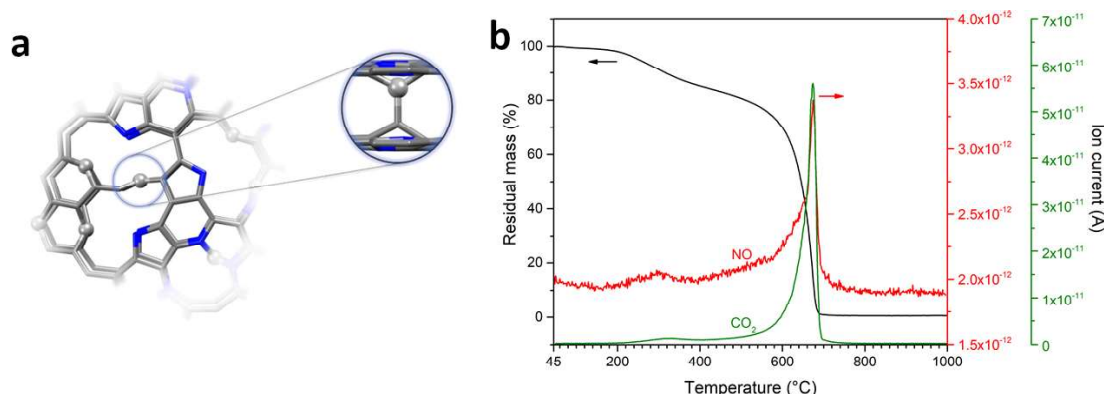 a
b
Residual mass (%)
100
80
60
40
20
0
NO
CO₂
45
200
400
600
800
1000
Temperature (°C)
4.0x10⁻¹²
3.5x10⁻¹²
3.0x10⁻¹²
2.5x10⁻¹²
2.0x10⁻¹²
1.5x10⁻¹²
7x10⁻¹¹
6x10⁻¹¹
5x10⁻¹¹
4x10⁻¹¹
3x10⁻¹¹
2x10⁻¹¹
1x10⁻¹¹
0
Ion current (A)